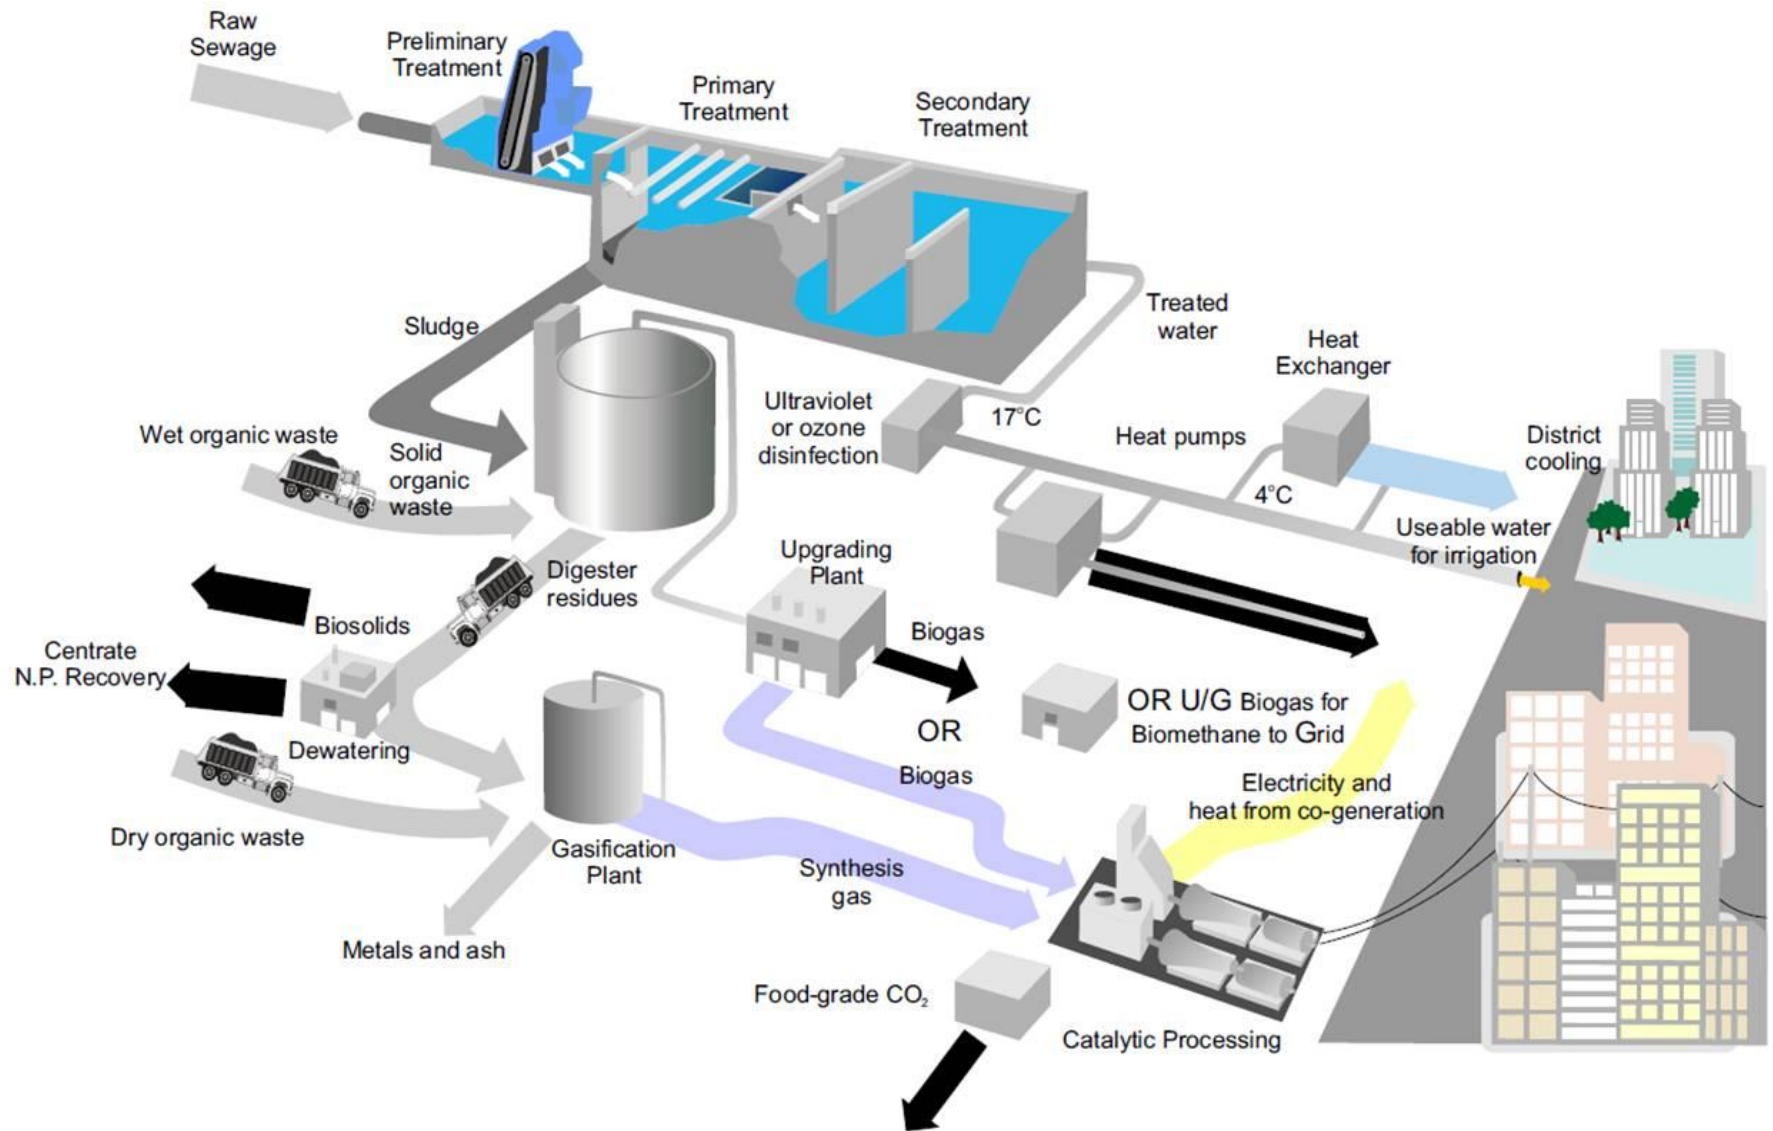 Raw
Sewage
Preliminary
Treatment
Primary
Treatment
Secondary
Treatment
Sludge
Treated
water
Heat
Exchanger
Ultraviolet
or ozone
disinfection
17°C
Heat pumps
District
cooling
Wet organic waste
Solid
organic
waste
4°C
Useable water
for irrigation
Digester
residues
Upgrading
Plant
Biogas
Biosolids
Centrate
N.P. Recovery
OR
OR U/G Biogas for
Biomethane to Grid
Dewatering
Biogas
Electricity and
heat from co-generation
Dry organic waste
Gasification
Plant
Synthesis
gas
Metals and ash
Food-grade CO₂
Catalytic Processing